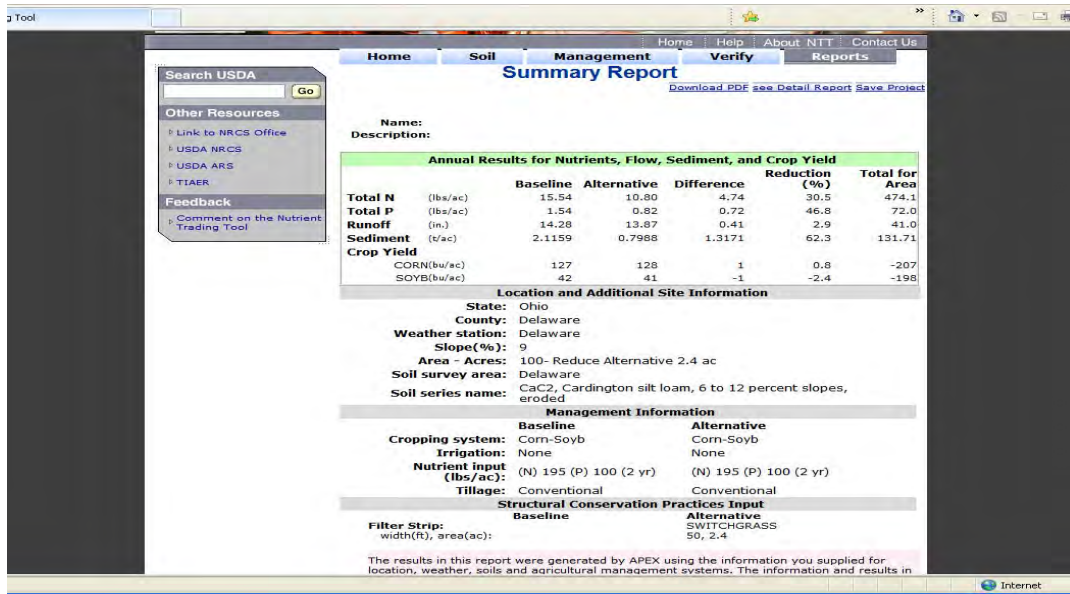 g Tool
»
Home Help About NTT Contact Us
Home Soil Management Verify Reports
Search USDA
Go
Other Resources
Link to NRCS Office
USDA NRCS
USDA ARS
TIAER
Feedback
Comment on the Nutrient
Trading Tool
Summary Report
Download PDF see Detail Report Save Project
Name:
Description:
Annual Results for Nutrients, Flow, Sediment, and Crop Yield
Baseline Alternative Difference Reduction (%) Total for Area
Total N (lbs/ac) 15.54 10.80 4.74 30.5 474.1
Total P (lbs/ac) 1.54 0.82 0.72 46.8 72.0
Runoff (in.) 14.28 13.87 0.41 2.9 41.0
Sediment (t/ac) 2.1159 0.7988 1.3171 62.3 131.71
Crop Yield
CORN(bu/ac) 127 128 1 0.8 -207
SOYB(bu/ac) 42 41 -1 -2.4 -198
Location and Additional Site Information
State: Ohio
County: Delaware
Weather station: Delaware
Slope(%): 9
Area - Acres: 100- Reduce Alternative 2.4 ac
Soil survey area: Delaware
Soil series name: CaC2, Cardington silt loam, 6 to 12 percent slopes,
eroded
Management Information
Baseline Alternative
Cropping system: Corn-Soyb Corn-Soyb
Irrigation: None None
Nutrient input (lbs/ac): (N) 195 (P) 100 (2 yr) (N) 195 (P) 100 (2 yr)
Tillage: Conventional Conventional
Structural Conservation Practices Input
Baseline Alternative
Filter Strip: SWITCHGRASS
width(ft), area(ac): 50, 2.4
The results in this report were generated by APEX using the information you supplied for
location, weather, soils and agricultural management systems. The information and results in
Internet